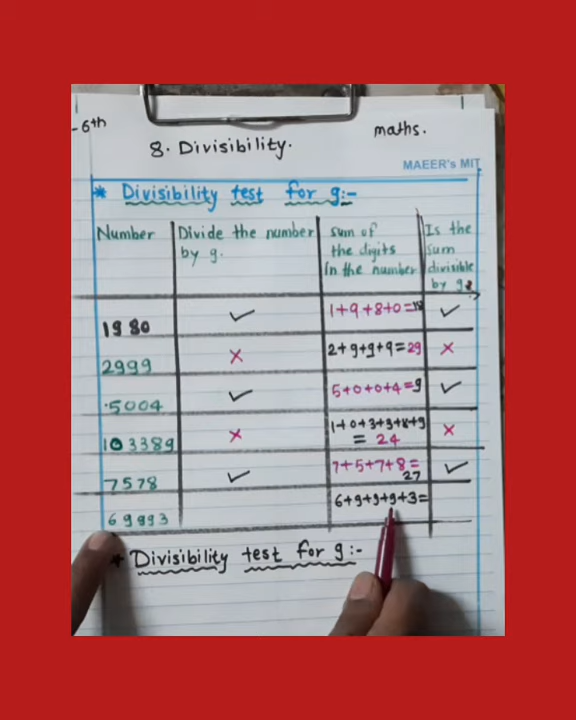 -6th
maths.
8. Divisibility.
MAEER's MIT
* Divisibility test for 9:-
Number
Divide the number by 9.
sum of the digits in the number
Is the sum divisible by 9?
1980 ✓ 1+9+8+0=18 ✓
2999 × 2+9+9+9=29 ×
5004 ✓ 5+0+0+4=9 ✓
103389 × 1+0+3+3+8+9
= 24 ×
7578 ✓ 7+5+7+8=
27 ✓
69993 6+9+9+9+3=
* Divisibility test for 9:-